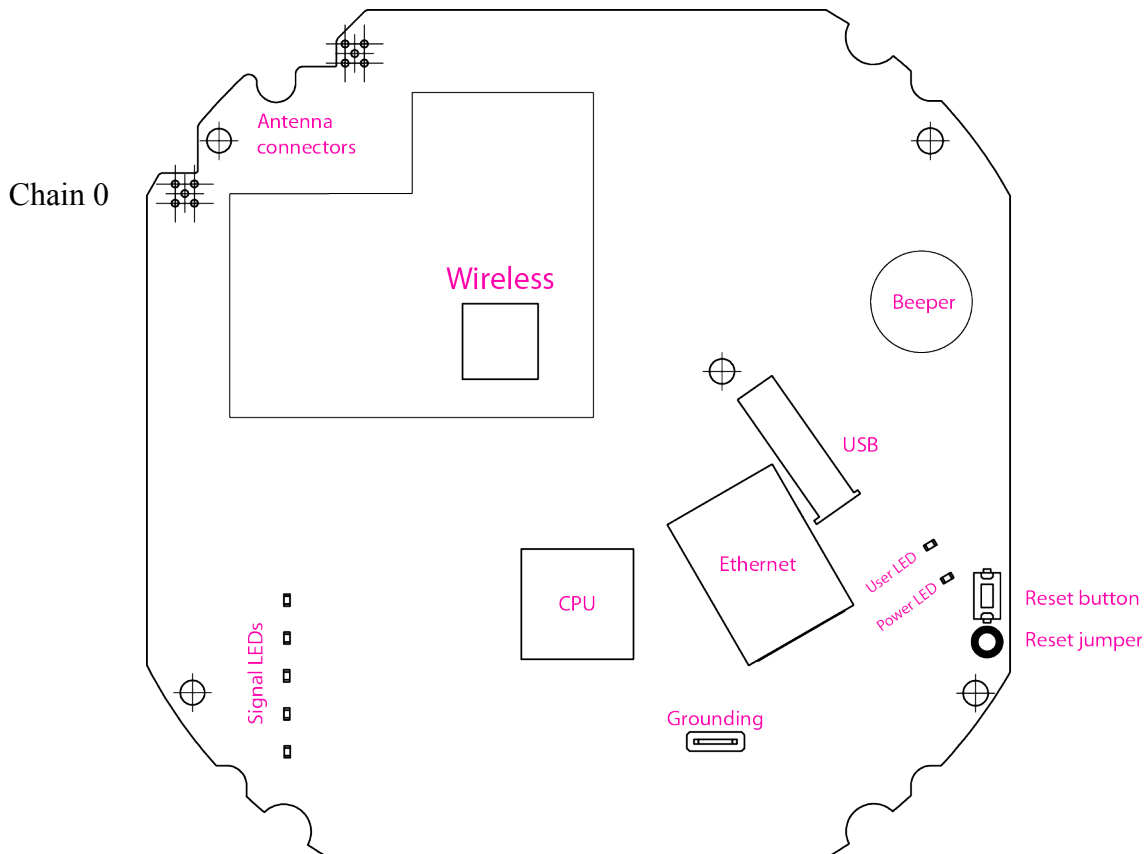 Antenna
connectors
Chain 0
Wireless
Beeper
USB
Ethernet
User LED
Power LED
CPU
Reset button
Reset jumper
Signal LEDs
Grounding